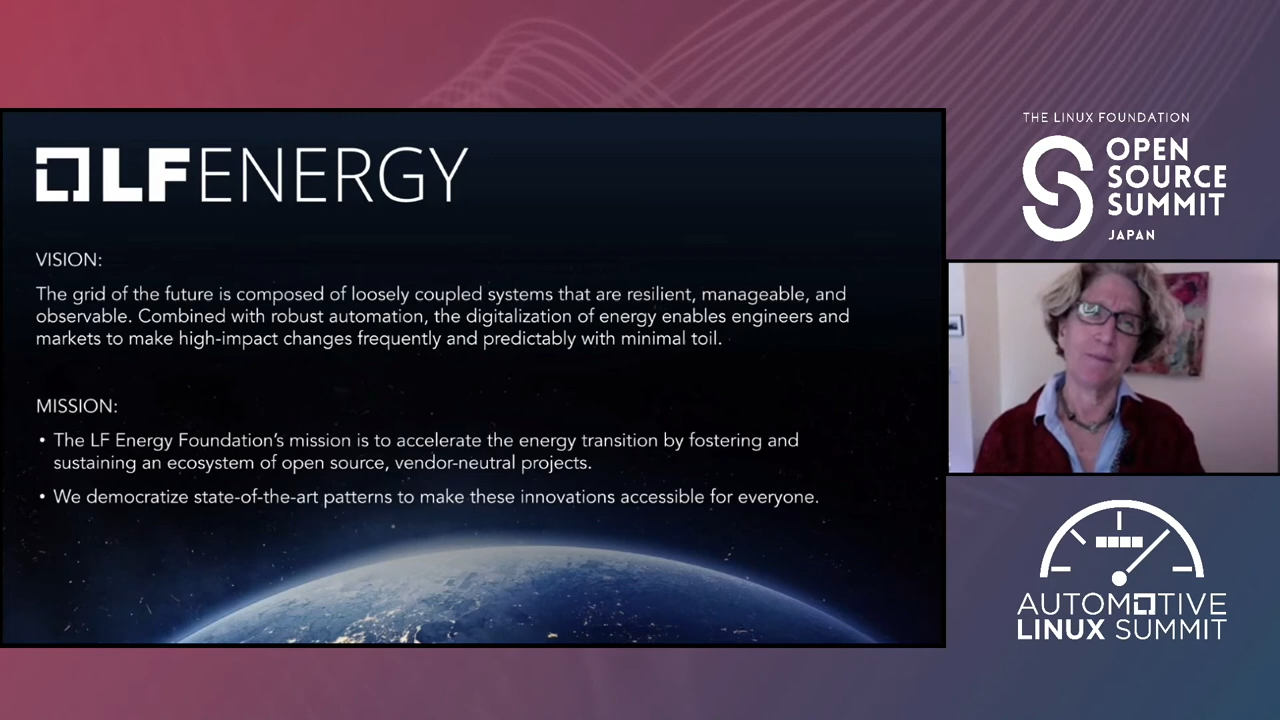 LF ENERGY
VISION:
The grid of the future is composed of loosely coupled systems that are resilient, manageable, and
observable. Combined with robust automation, the digitalization of energy enables engineers and
markets to make high-impact changes frequently and predictably with minimal toil.
MISSION:
• The LF Energy Foundation’s mission is to accelerate the energy transition by fostering and
sustaining an ecosystem of open source, vendor-neutral projects.
• We democratize state-of-the-art patterns to make these innovations accessible for everyone.
THE LINUX FOUNDATION
OPEN
SOURCE
SUMMIT
JAPAN
AUTOMOTIVE
LINUX SUMMIT